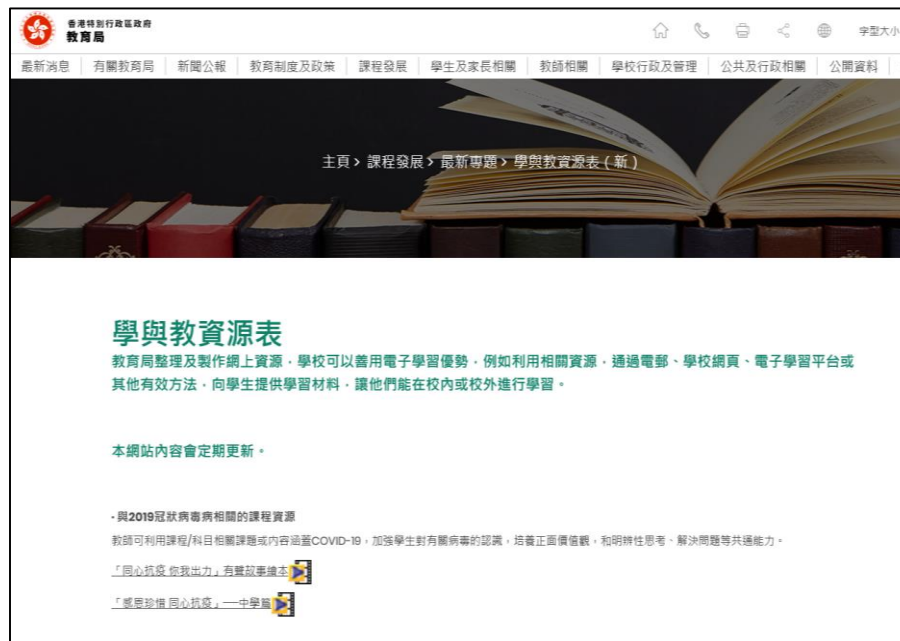 香港特別行政區政府
教育局
字型大小
最新消息 有關教育局 新聞公報 教育制度及政策 課程發展 學生及家長相關 教師相關 學校行政及管理 公共及行政相關 公開資料
主頁 > 課程發展 > 最新專題 > 學與教資源表 ( 新 )
學與教資源表
教育局整理及製作網上資源，學校可以善用電子學習優勢，例如利用相關資源，通過電郵、學校網頁、電子學習平台或
其他有效方法，向學生提供學習材料，讓他們能在校內或校外進行學習。
本網站內容會定期更新。
- 與2019冠狀病毒病相關的課程資源
教師可利用課程/科目相關課題或內容涵蓋COVID-19，加強學生對有關病毒的認識，培養正面價值觀，和明辨性思考、解決問題等共通能力。
「同心抗疫 你我出力」有聲故事繪本
「感恩珍惜 同心抗疫」──中學篇